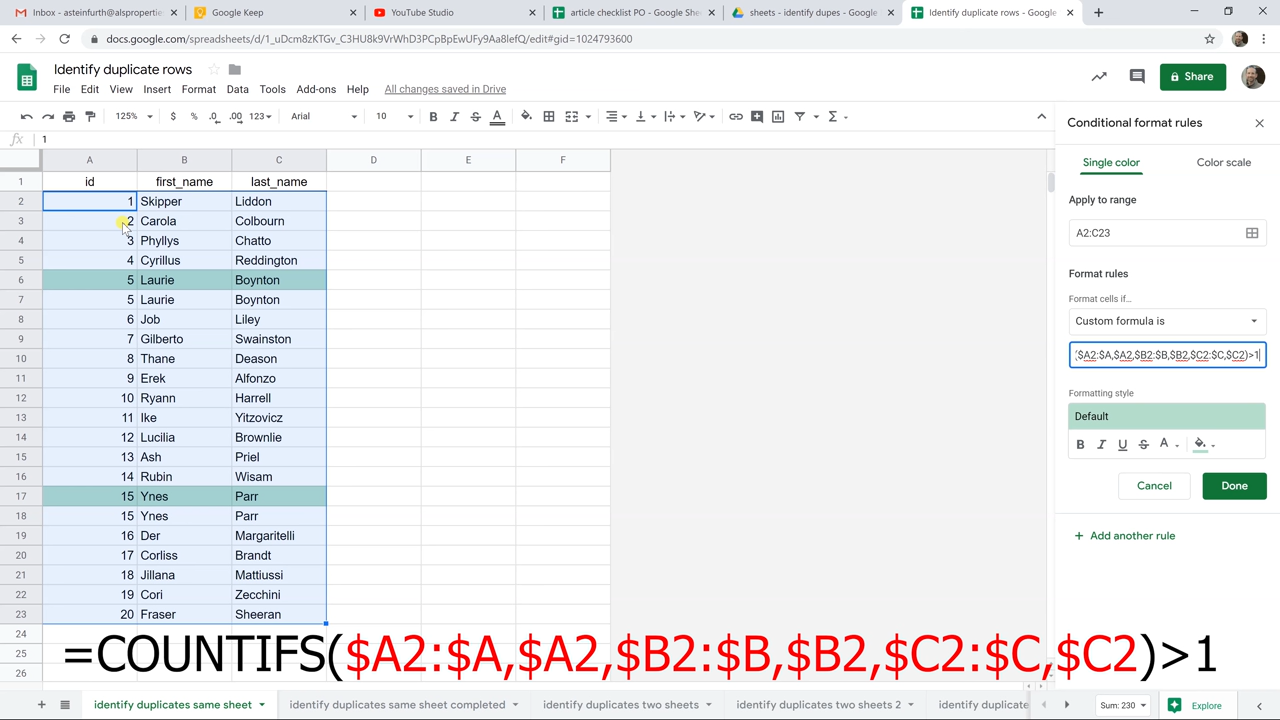 Inbox - asteinfurth@alsproperties
Google Keep
YouTube Studio
article checklist PO - Google Sheets
sheets - identify dupes - Google
Identify duplicate rows - Google
docs.google.com/spreadsheets/d/1_uDcm8zKTGv_C3HU8k9VrWhD3PCpBpEwUFy9Aa8lefQ/edit#gid=1024793600
Identify duplicate rows
File Edit View Insert Format Data Tools Add-ons Help All changes saved in Drive
Share
125% $ % .0 .00 123 Arial 10 B I S A Σ
fx 1
A B C D E F
1 id first_name last_name
2 1 Skipper Liddon
3 2 Carola Colbourn
4 3 Phyllys Chatto
5 4 Cyrillus Reddington
6 5 Laurie Boynton
7 5 Laurie Boynton
8 6 Job Liley
9 7 Gilberto Swainston
10 8 Thane Deason
11 9 Erek Alfonzo
12 10 Ryann Harrell
13 11 Ike Yitzovicz
14 12 Lucilia Brownlie
15 13 Ash Priel
16 14 Rubin Wisam
17 15 Ynes Parr
18 15 Ynes Parr
19 16 Der Margaritelli
20 17 Corliss Brandt
21 18 Jillana Mattiussi
22 19 Cori Zecchini
23 20 Fraser Sheeran
24
25
26
Conditional format rules
Single color Color scale
Apply to range
A2:C23
Format rules
Format cells if…
Custom formula is
($A2:$A,$A2,$B2:$B,$B2,$C2:$C,$C2)>1
Formatting style
Default
B I U S A
Cancel Done
+ Add another rule
=COUNTIFS($A2:$A,$A2,$B2:$B,$B2,$C2:$C,$C2)>1
identify duplicates same sheet
identify duplicates same sheet completed
identify duplicates two sheets
identify duplicates two sheets 2
identify duplicate
Sum: 230
Explore